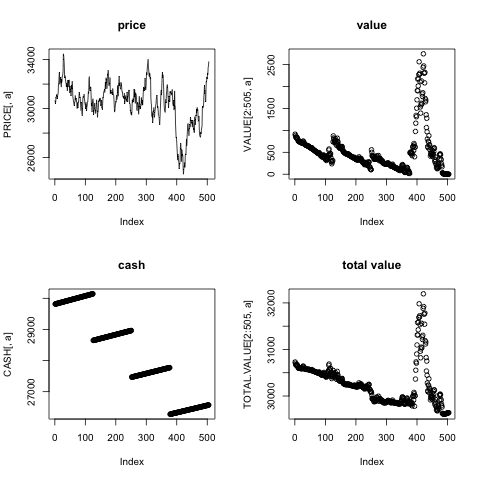 price
PRICE[, a]
34000
30000
26000
0 100 200 300 400 500
Index
value
VALUE[2:505, a]
2500
1500
500
0
0 100 200 300 400 500
Index
cash
CASH[, a]
29000
27000
0 100 200 300 400 500
Index
total value
TOTAL.VALUE[2:505, a]
32000
31000
30000
0 100 200 300 400 500
Index